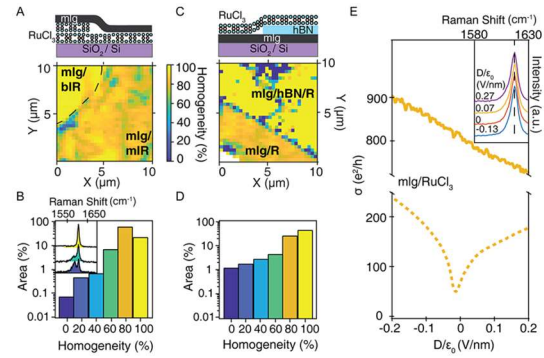 A
mlg
RuCl3
SiO2/ Si
10
5
0
Y (μm)
mlg/
blR
mlg/
mlR
0 5 10
X (μm)
100
80
60
40
20
0
Homogeneity
(%)
C
RuCl3
hBN
mlg
SiO2/ Si
10
5
0
Y (μm)
mlg/hBN/R
mlg/R
0 5 10
X (μm)
B
Raman Shift (cm-1)
1550 1650
100
10
1
0.1
0.01
Area (%)
0 20 40 60 80 100
Homogeneity (%)
D
100
10
1
0.1
0.01
Area (%)
0 20 40 60 80 100
Homogeneity (%)
E
Raman Shift (cm-1)
1580 1630
D/ε0
(V/nm)
0.27
0.07
0
-0.13
Intensity (a.u.)
900
800
200
100
σ (e2/h)
mlg/RuCl3
-0.2 -0.1 0 0.1 0.2
D/ε0 (V/nm)